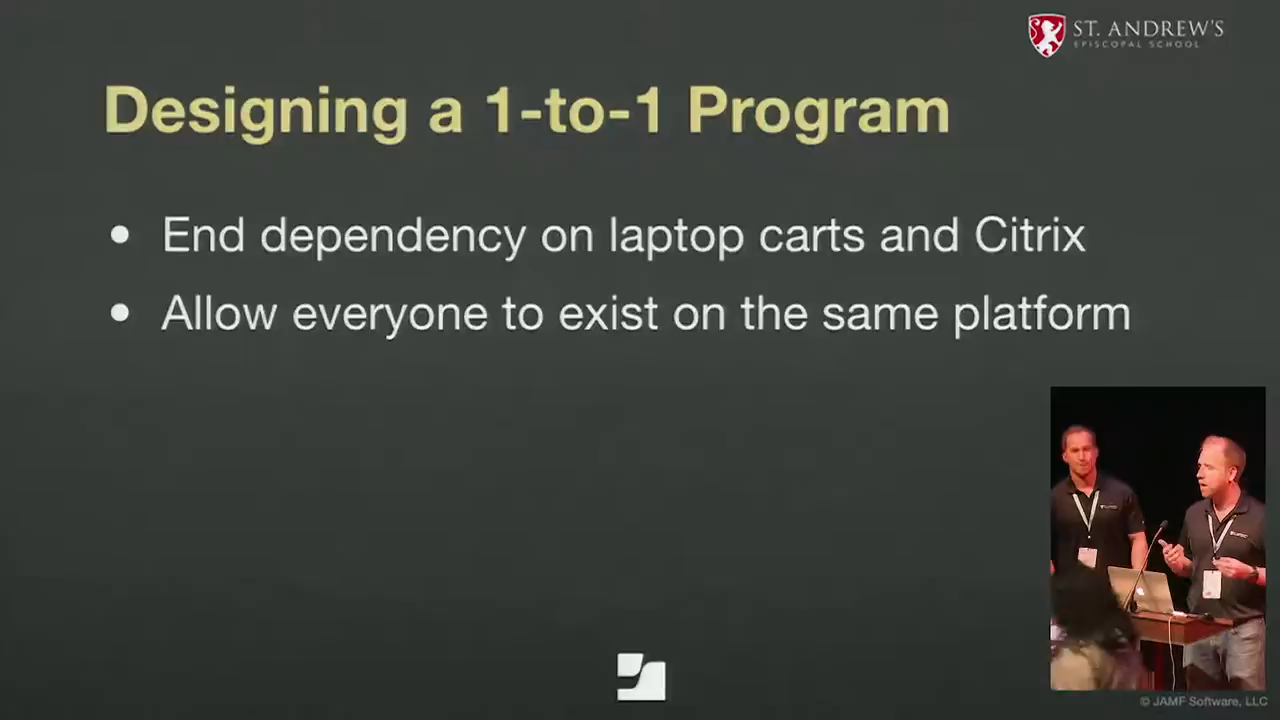 ST. ANDREW'S
EPISCOPAL SCHOOL
Designing a 1-to-1 Program
• End dependency on laptop carts and Citrix
• Allow everyone to exist on the same platform
© JAMF Software, LLC